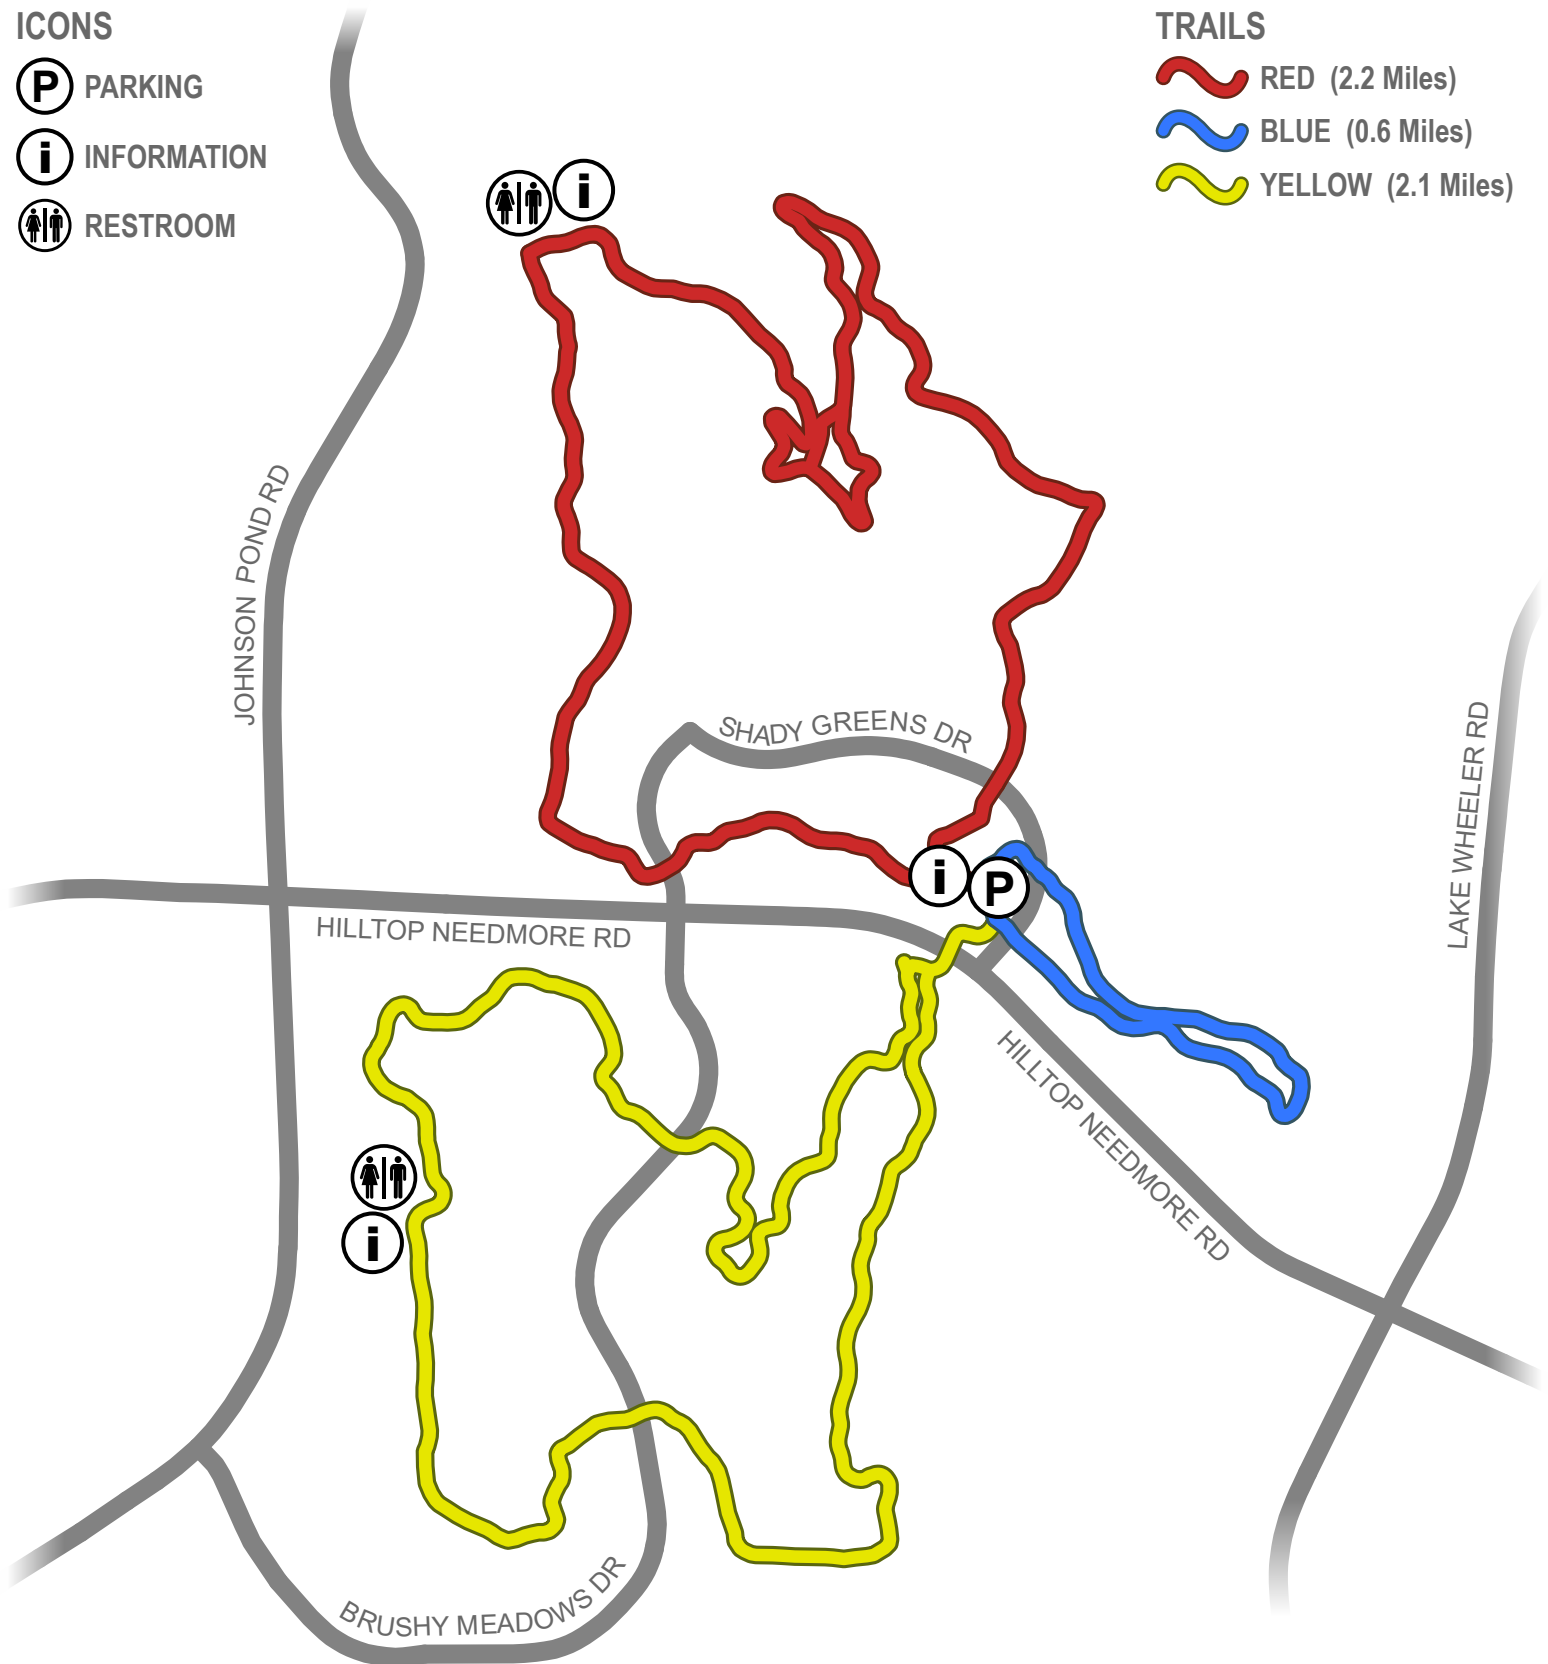 ICONS
P PARKING
i INFORMATION
RESTROOM
TRAILS
RED (2.2 Miles)
BLUE (0.6 Miles)
YELLOW (2.1 Miles)
i
JOHNSON POND RD
SHADY GREENS DR
LAKE WHEELER RD
i
P
HILLTOP NEEDMORE RD
HILLTOP NEEDMORE RD
i
BRUSHY MEADOWS DR